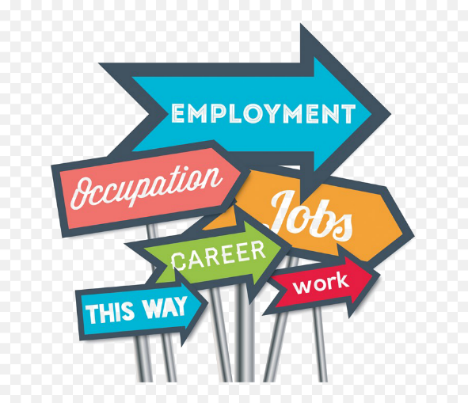 EMPLOYMENT
Occupation
Jobs
CAREER
work
THIS WAY